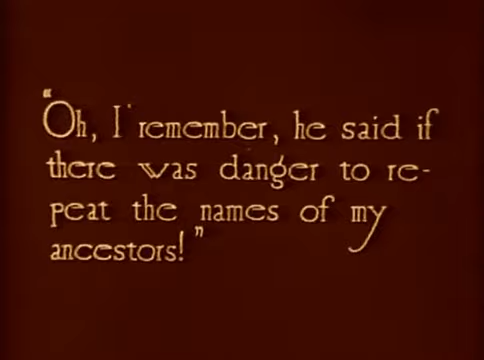 "Oh, I remember, he said if
there was danger to re-
peat the names of my
ancestors!"